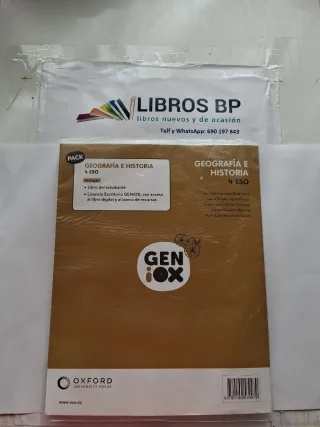 LIBROS BP
libros nuevos y de ocasión
Telf y WhatsApp: 690 197 843
PACK
GEOGRAFÍA E HISTORIA
4 ESO
• Libro del estudiante
• Licencia Escritorio GENiOX, con acceso
al libro digital y al banco de recursos
GEOGRAFÍA E
HISTORIA
4 ESO
GEN
iOX
OXFORD
UNIVERSITY PRESS